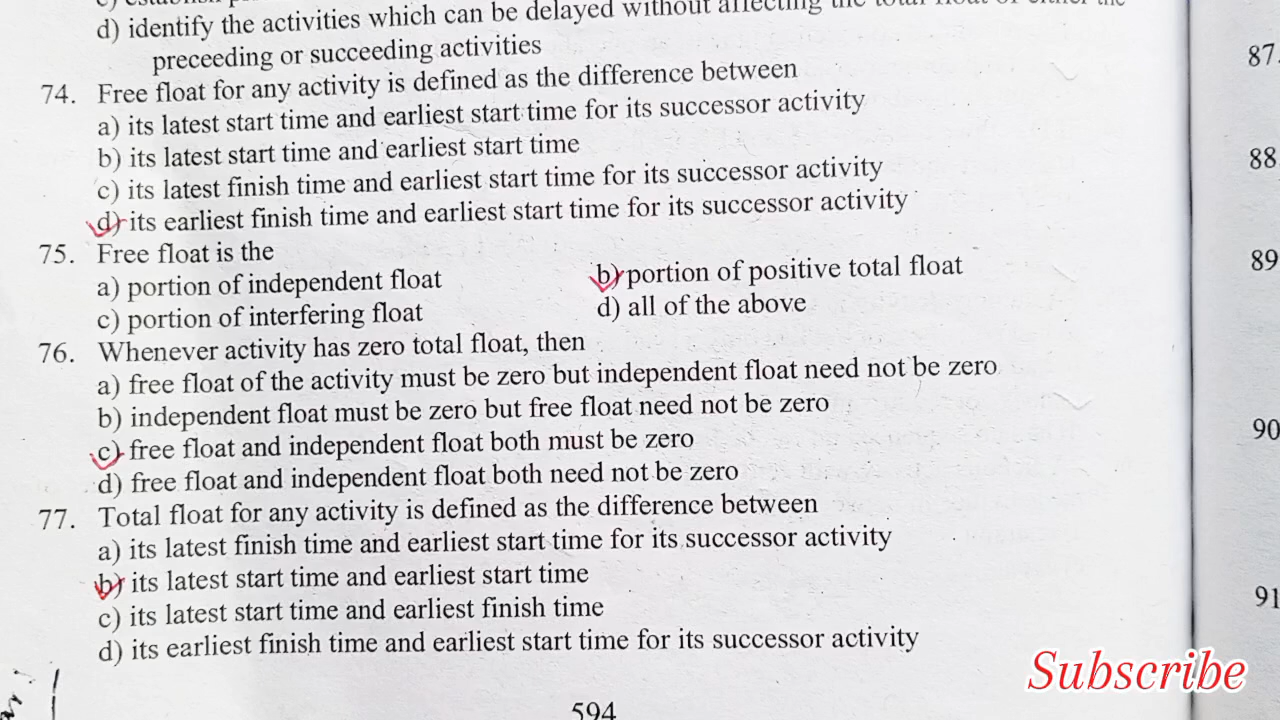 d) identify the activities which can be delayed without affecting the total float of either the
preceeding or succeeding activities
74. Free float for any activity is defined as the difference between
a) its latest start time and earliest start time for its successor activity
b) its latest start time and earliest start time
c) its latest finish time and earliest start time for its successor activity
d) its earliest finish time and earliest start time for its successor activity
75. Free float is the
a) portion of independent float b) portion of positive total float
c) portion of interfering float d) all of the above
76. Whenever activity has zero total float, then
a) free float of the activity must be zero but independent float need not be zero
b) independent float must be zero but free float need not be zero
c) free float and independent float both must be zero
d) free float and independent float both need not be zero
77. Total float for any activity is defined as the difference between
a) its latest finish time and earliest start time for its successor activity
b) its latest start time and earliest start time
c) its latest start time and earliest finish time
d) its earliest finish time and earliest start time for its successor activity
594
87.
88
89
90
91
Subscribe